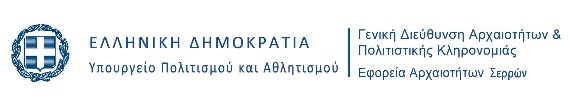 ΕΛΛΗΝΙΚΗ ΔΗΜΟΚΡΑΤΙΑ
Υπουργείο Πολιτισμού και Αθλητισμού
Γενική Διεύθυνση Αρχαιοτήτων &
Πολιτιστικής Κληρονομιάς
Εφορεία Αρχαιοτήτων Σερρών